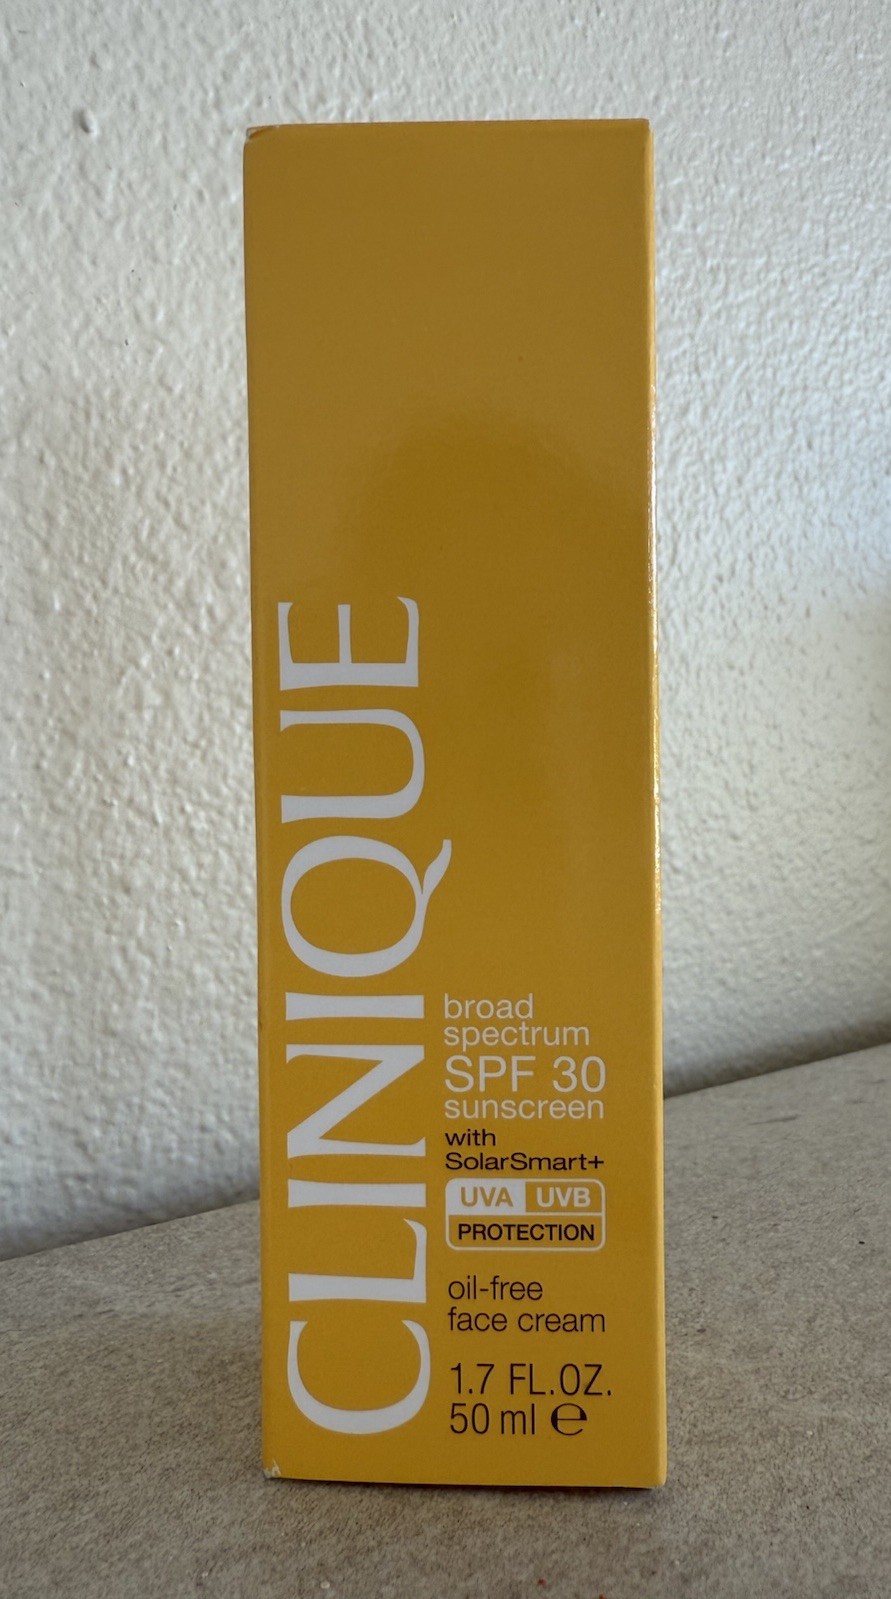 CLINIQUE
broad
spectrum
SPF 30
sunscreen
with
SolarSmart+
UVA UVB
PROTECTION
oil-free
face cream
1.7 FL.OZ.
50 ml ℮